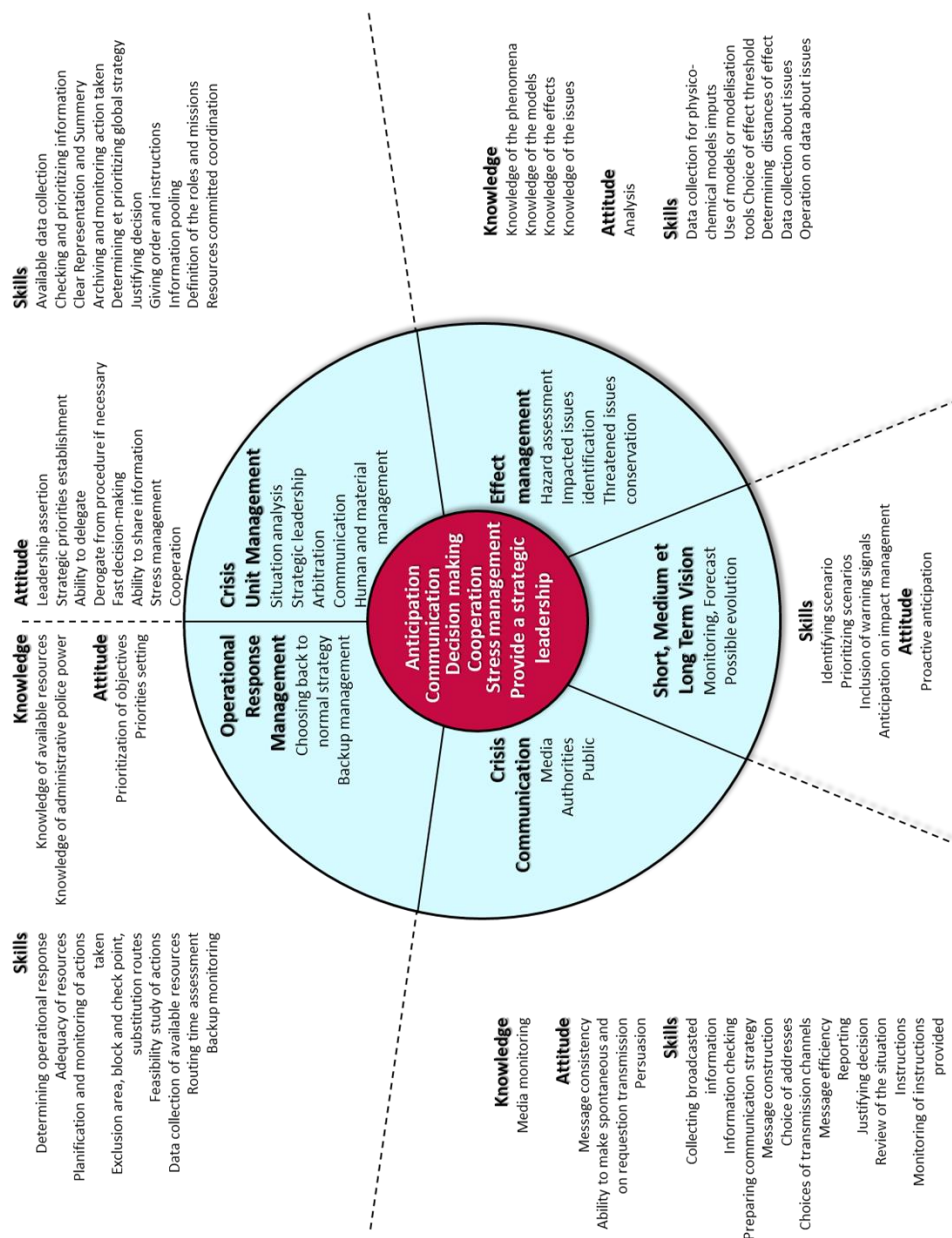 Skills
Determining operational response
Adequacy of resources
Planification and monitoring of actions
taken
Exclusion area, block and check point,
substitution routes
Feasibility study of actions
Data collection of available resources
Routing time assessment
Backup monitoring
Knowledge
Knowledge of available resources
Knowledge of administrative police power
Attitude
Prioritization of objectives
Priorities setting
Attitude
Leadership assertion
Strategic priorities establishment
Ability to delegate
Derogate from procedure if necessary
Fast decision-making
Ability to share information
Stress management
Cooperation
Skills
Available data collection
Checking and prioritizing information
Clear Representation and Summery
Archiving and monitoring action taken
Determining et prioritizing global strategy
Justifying decision
Giving order and instructions
Information pooling
Definition of the roles and missions
Resources committed coordination
Operational
Response
Management
Choosing back to
normal strategy
Backup management
Crisis
Unit Management
Situation analysis
Strategic leadership
Arbitration
Communication
Human and material
management
Anticipation
Communication
Decision making
Cooperation
Stress management
Provide a strategic
leadership
Crisis
Communication
Media
Authorities
Public
Effect
management
Hazard assessment
Impacted issues
identification
Threatened issues
conservation
Short, Medium et
Long Term Vision
Monitoring, Forecast
Possible evolution
Knowledge
Media monitoring
Attitude
Message consistency
Ability to make spontaneous and
on requestion transmission
Persuasion
Skills
Collecting broadcasted
information
Information checking
Preparing communication strategy
Message construction
Choice of addresses
Choices of transmission channels
Message efficiency
Reporting
Justifying decision
Review of the situation
Instructions
Monitoring of instructions
provided
Skills
Identifying scenario
Prioritizing scenarios
Inclusion of warning signals
Anticipation on impact management
Attitude
Proactive anticipation
Knowledge
Knowledge of the phenomena
Knowledge of the models
Knowledge of the effects
Knowledge of the issues
Attitude
Analysis
Skills
Data collection for physico-
chemical models imputs
Use of models or modelisation
tools Choice of effect threshold
Determining distances of effect
Data collection about issues
Operation on data about issues